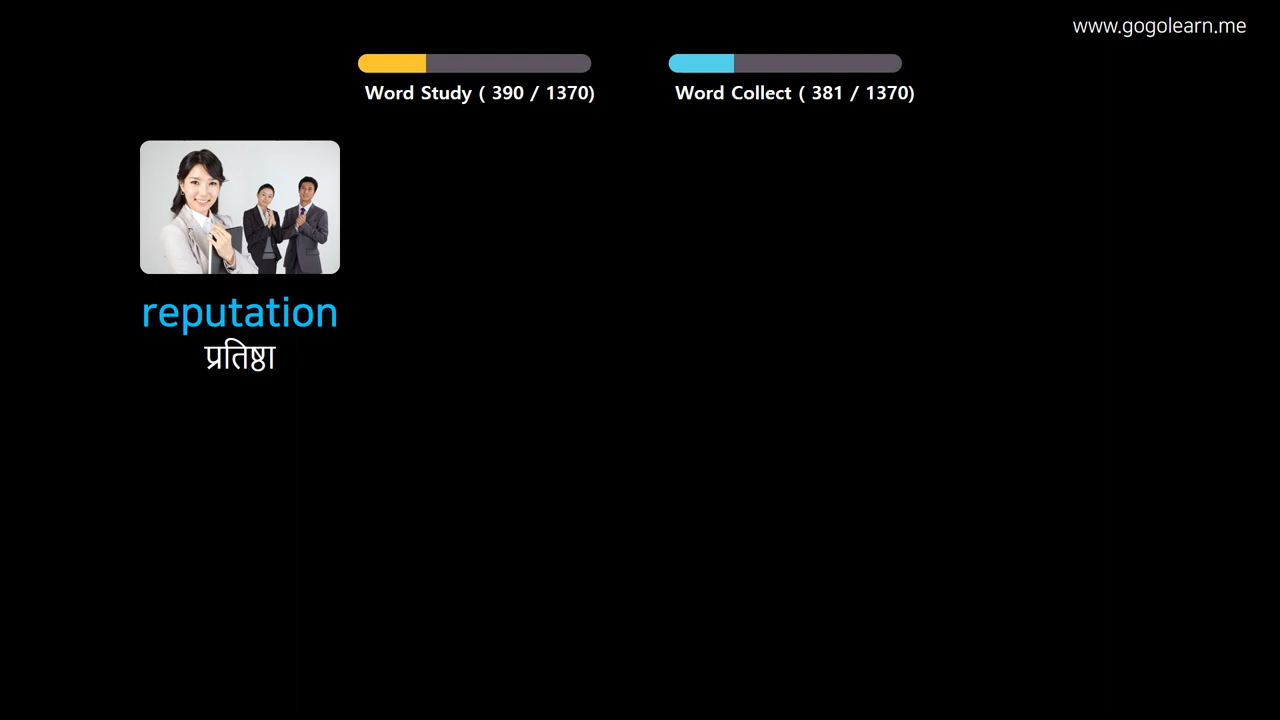 www.gogolearn.me
Word Study ( 390 / 1370)
Word Collect ( 381 / 1370)
reputation
प्रतिष्ठा